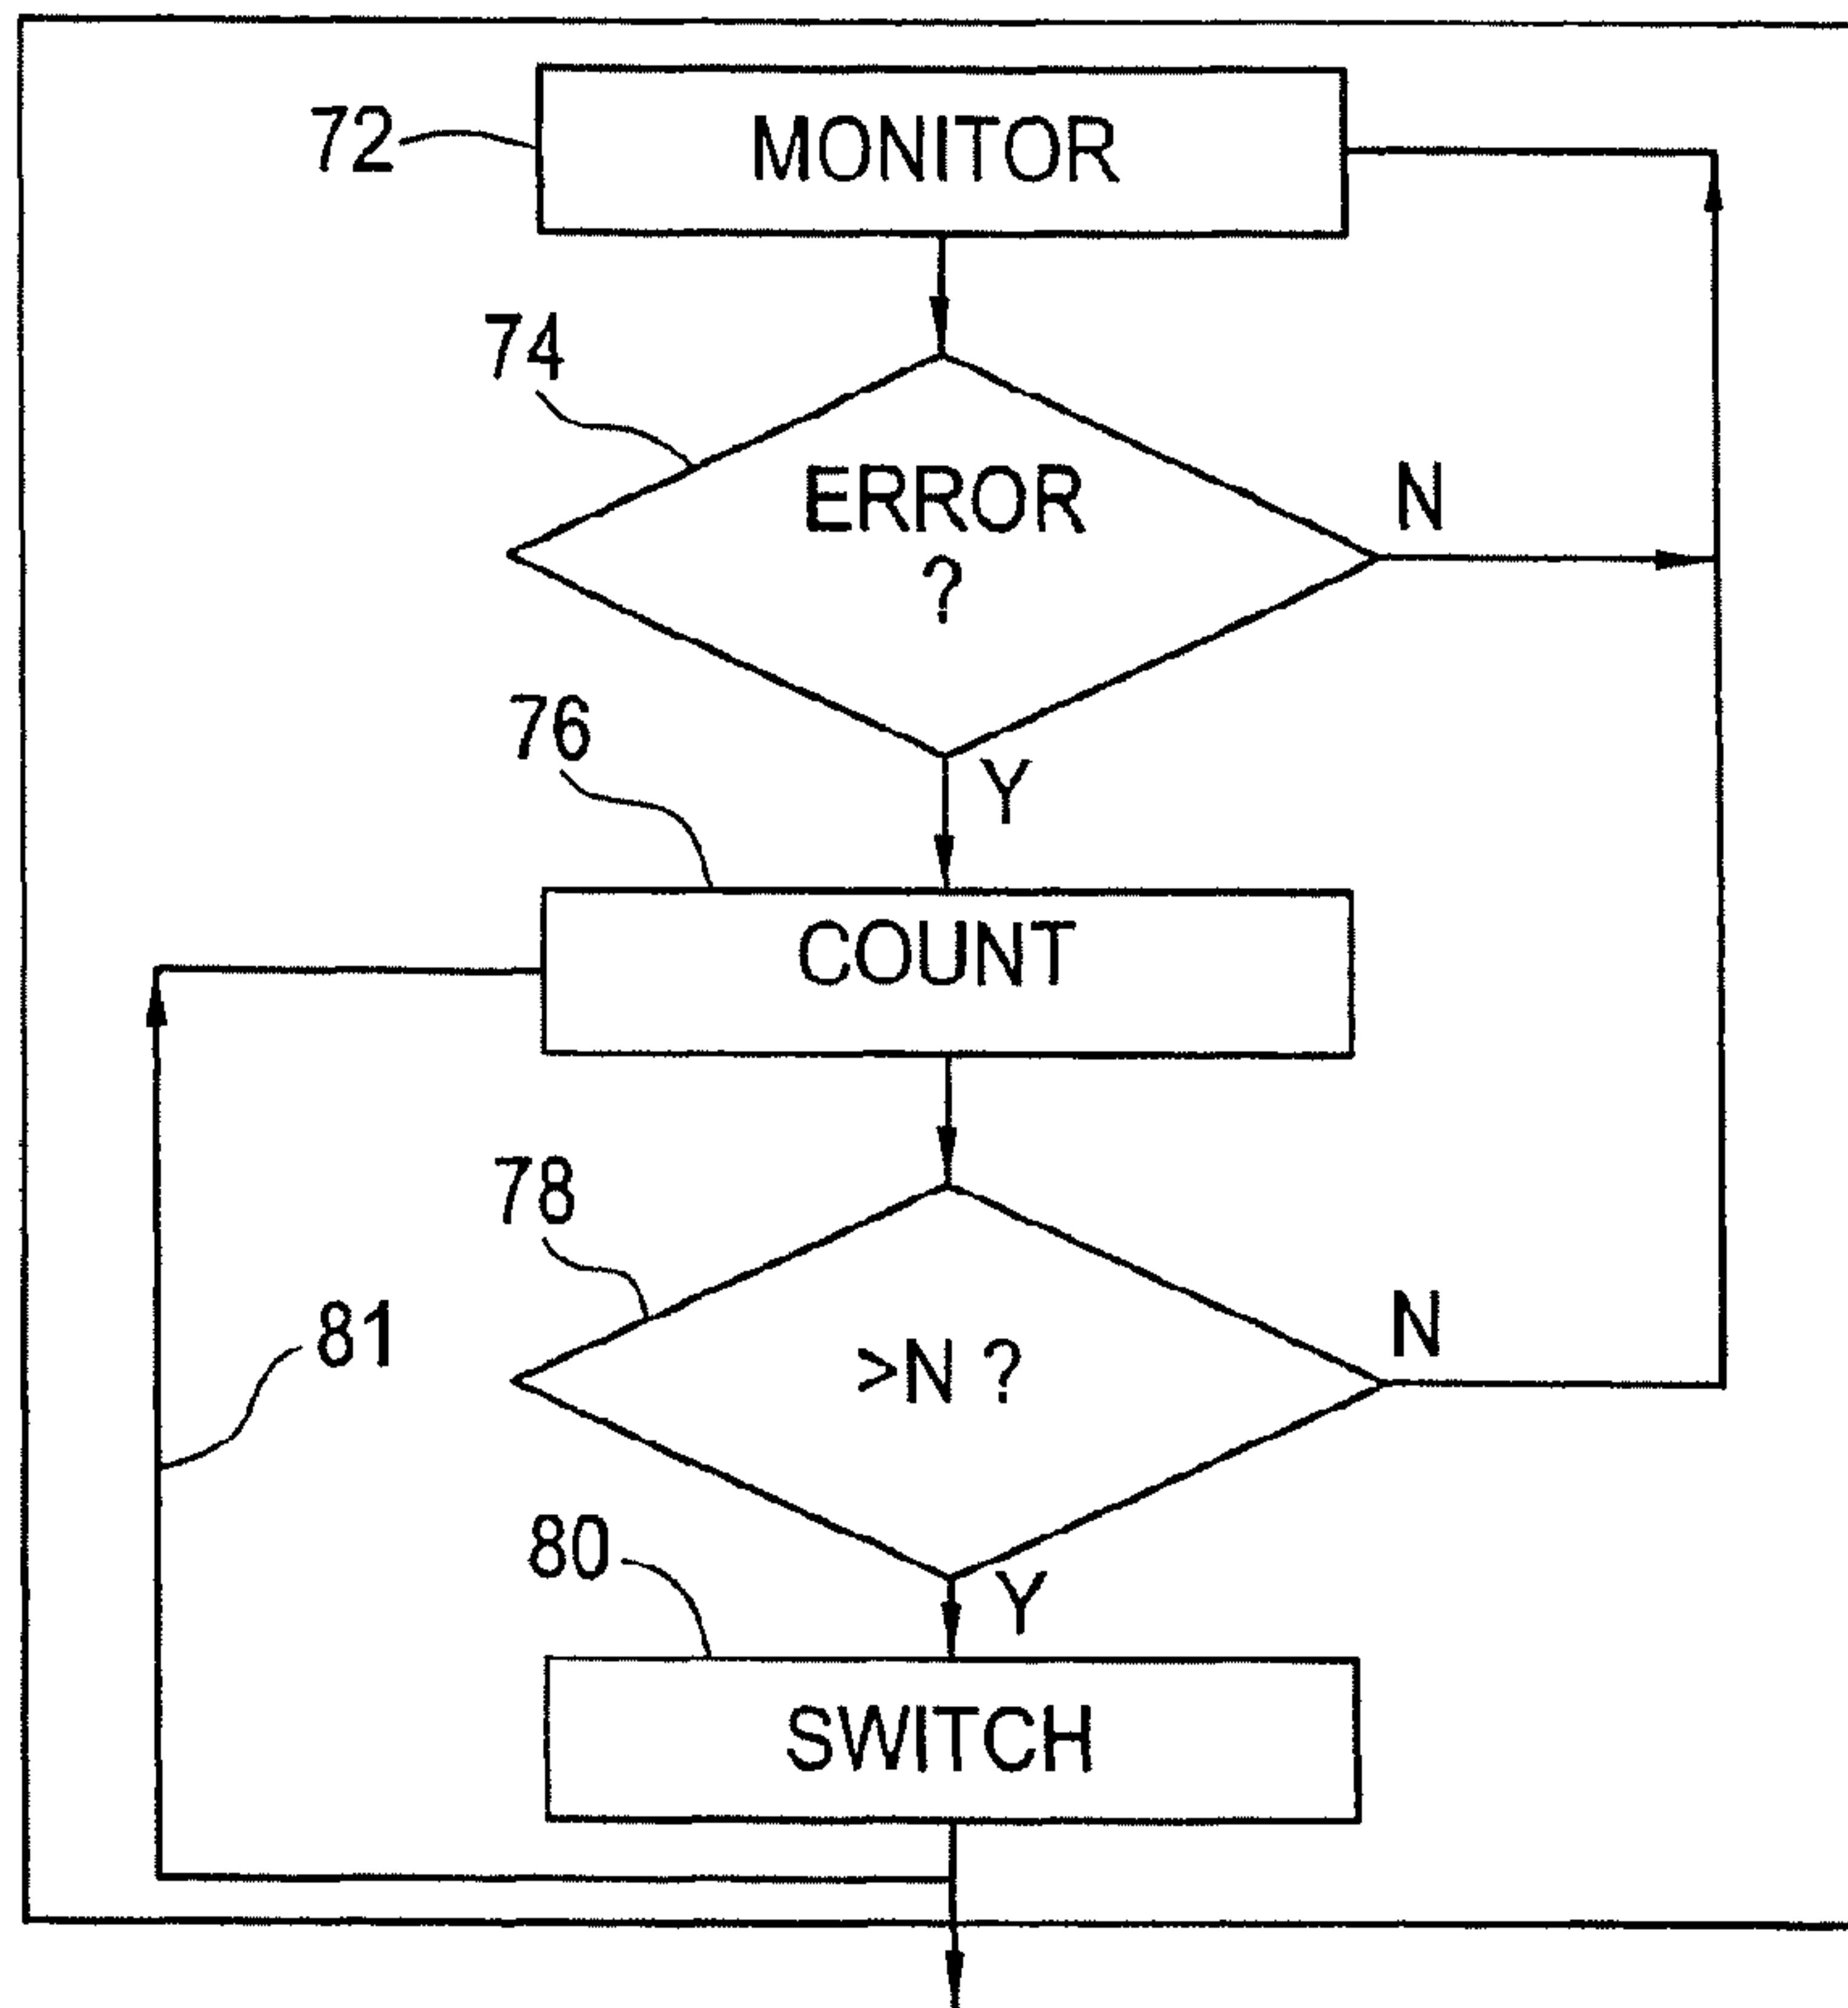 72
MONITOR
74
ERROR
?
N
76
Y
COUNT
78
81
>N ?
N
80
Y
SWITCH